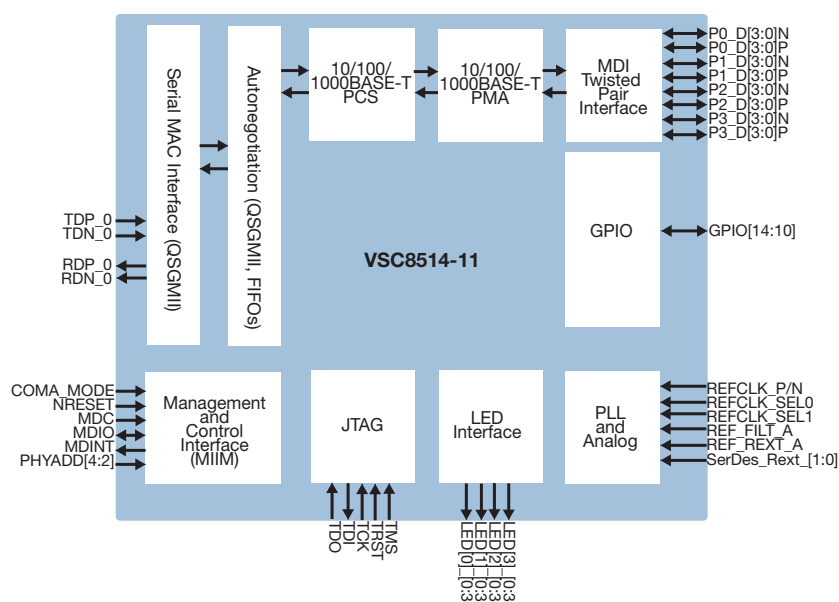 Serial MAC Interface (QSGMII)
Autonegotiation (QSGMII, FIFOs)
10/100/
1000BASE-T
PCS
10/100/
1000BASE-T
PMA
MDI
Twisted
Pair
Interface
P0_D[3:0]N
P0_D[3:0]P
P1_D[3:0]N
P1_D[3:0]P
P2_D[3:0]N
P2_D[3:0]P
P3_D[3:0]N
P3_D[3:0]P
TDP_0
TDN_0
RDP_0
RDN_0
VSC8514-11
GPIO
GPIO[14:10]
COMA_MODE
NRESET
MDC
MDIO
MDINT
PHYADD[4:2]
Management
and
Control
Interface
(MIIM)
JTAG
LED
Interface
PLL
and
Analog
REFCLK_P/N
REFCLK_SEL0
REFCLK_SEL1
REF_FILT_A
REF_REXT_A
SerDes_Rext_[1:0]
TDO
TDI
TCK
TRST
TMS
LED[0]_[0:3
LED[1]_[0:3
LED[2]_[0:3
LED[3]_[0:3